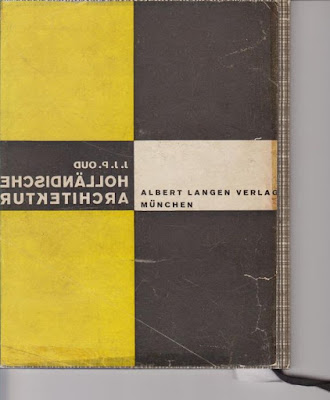 J.J.P. OUD
HOLLÄNDISCHE
ARCHITEKTUR
ALBERT LANGEN VERLAG
MÜNCHEN